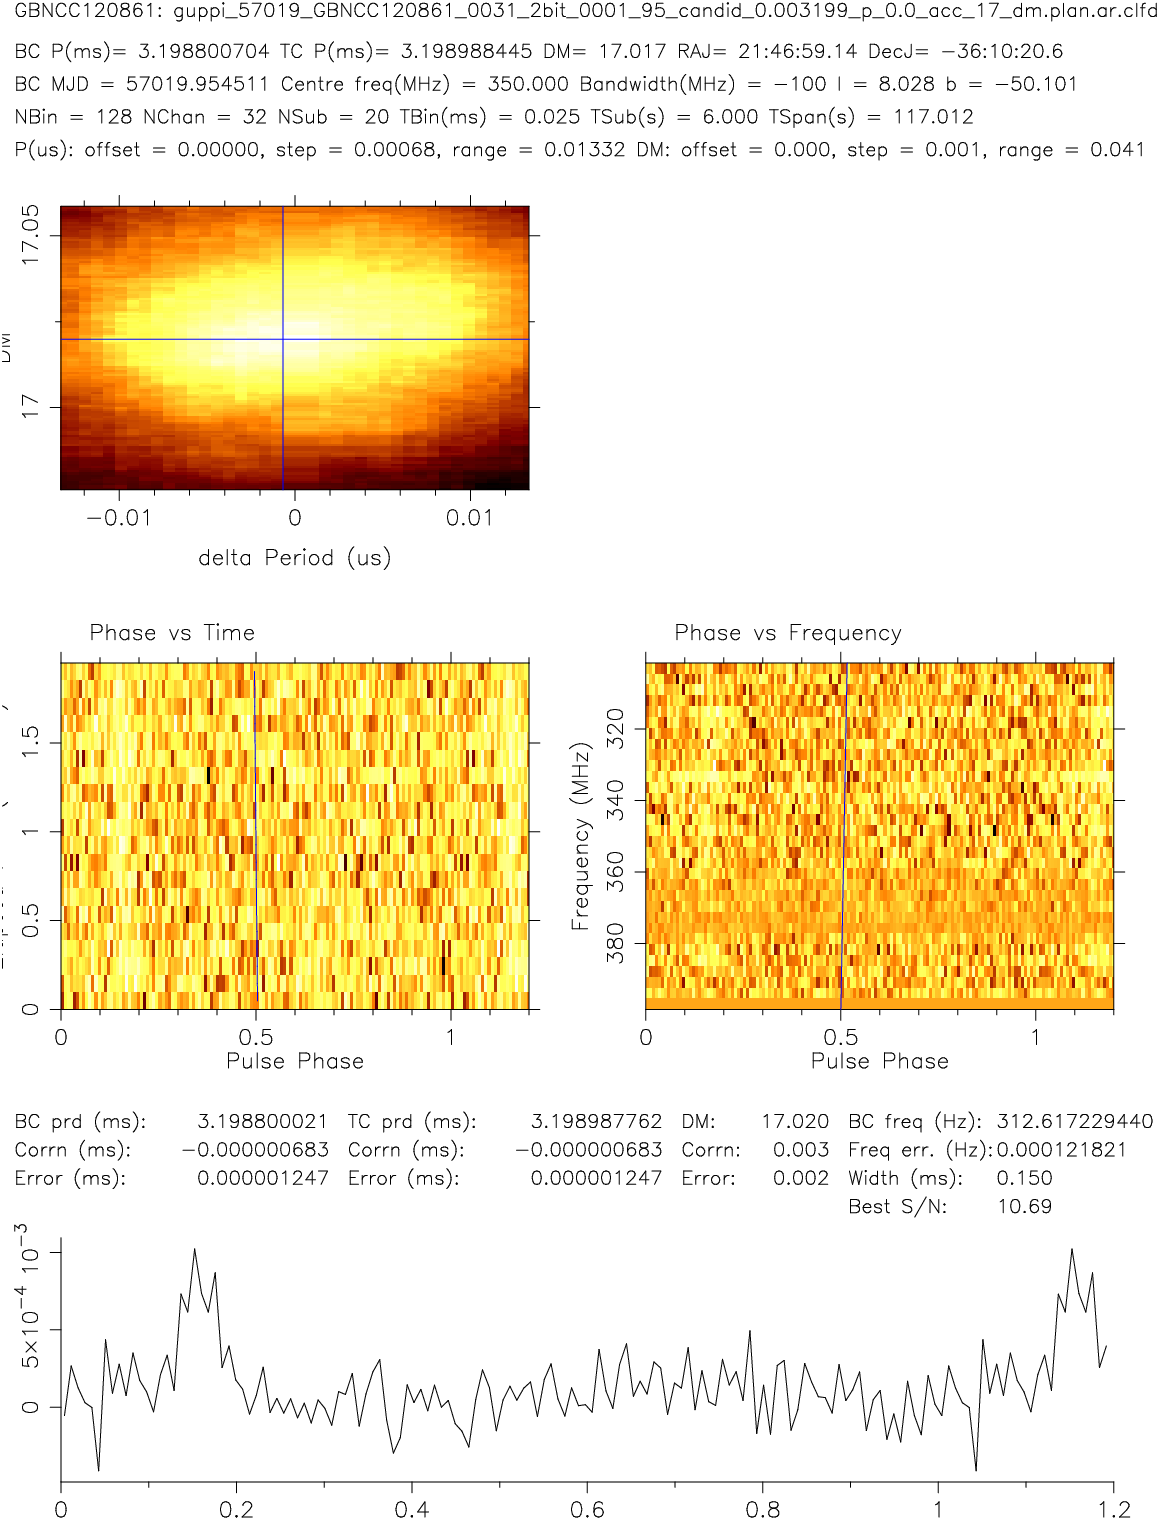 GBNCC120861: guppi_57019_GBNCC120861_0031_2bit_0001_95_candid_0.003199_p_0.0_acc_17_dm.plan.ar.clfd
BC P(ms)= 3.198800704 TC P(ms)= 3.198988445 DM= 17.017 RAJ= 21:46:59.14 DecJ= −36:10:20.6
BC MJD = 57019.954511 Centre freq(MHz) = 350.000 Bandwidth(MHz) = −100 l = 8.028 b = −50.101
NBin = 128 NChan = 32 NSub = 20 TBin(ms) = 0.025 TSub(s) = 6.000 TSpan(s) = 117.012
P(us): offset = 0.00000, step = 0.00068, range = 0.01332 DM: offset = 0.000, step = 0.001, range = 0.041
17.05
DM
17
−0.01 0 0.01
delta Period (us)
Phase vs Time
1.5
1
0.5
0
0 0.5 1
Pulse Phase
Phase vs Frequency
Frequency (MHz)
320
340
360
380
0 0.5 1
Pulse Phase
BC prd (ms): 3.198800021 TC prd (ms): 3.198987762 DM: 17.020 BC freq (Hz): 312.617229440
Corrn (ms): −0.000000683 Corrn (ms): −0.000000683 Corrn: 0.003 Freq err. (Hz): 0.000121821
Error (ms): 0.000001247 Error (ms): 0.000001247 Error: 0.002 Width (ms): 0.150
Best S/N: 10.69
10−3
5×10−4
0
0 0.2 0.4 0.6 0.8 1 1.2